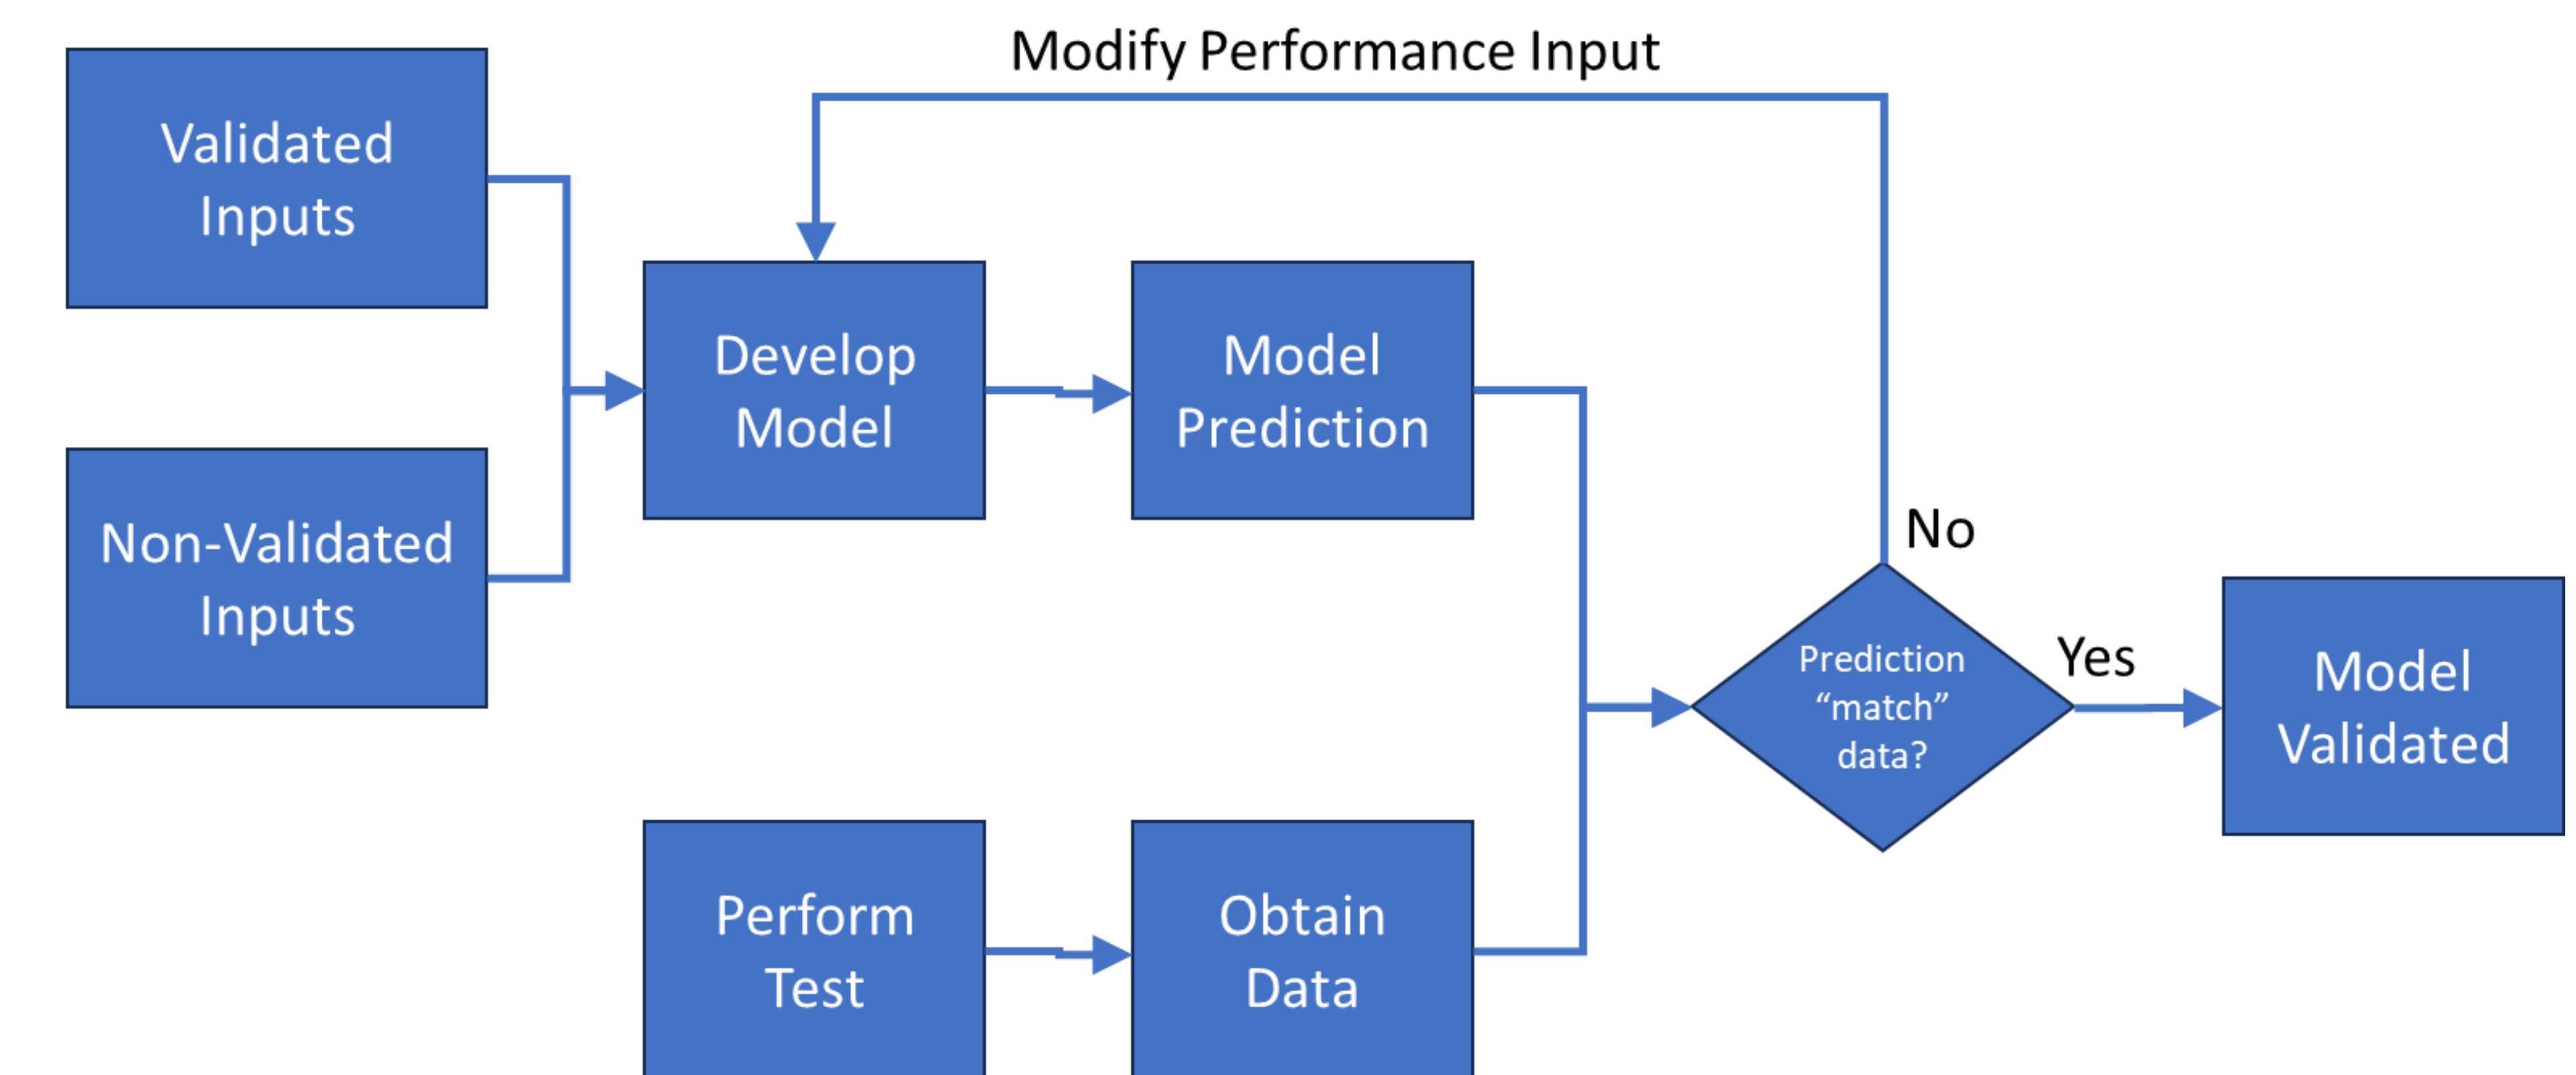 Modify Performance Input
Validated
Inputs
Non-Validated
Inputs
Develop
Model
Model
Prediction
Perform
Test
Obtain
Data
No
Prediction
“match”
data?
Yes
Model
Validated